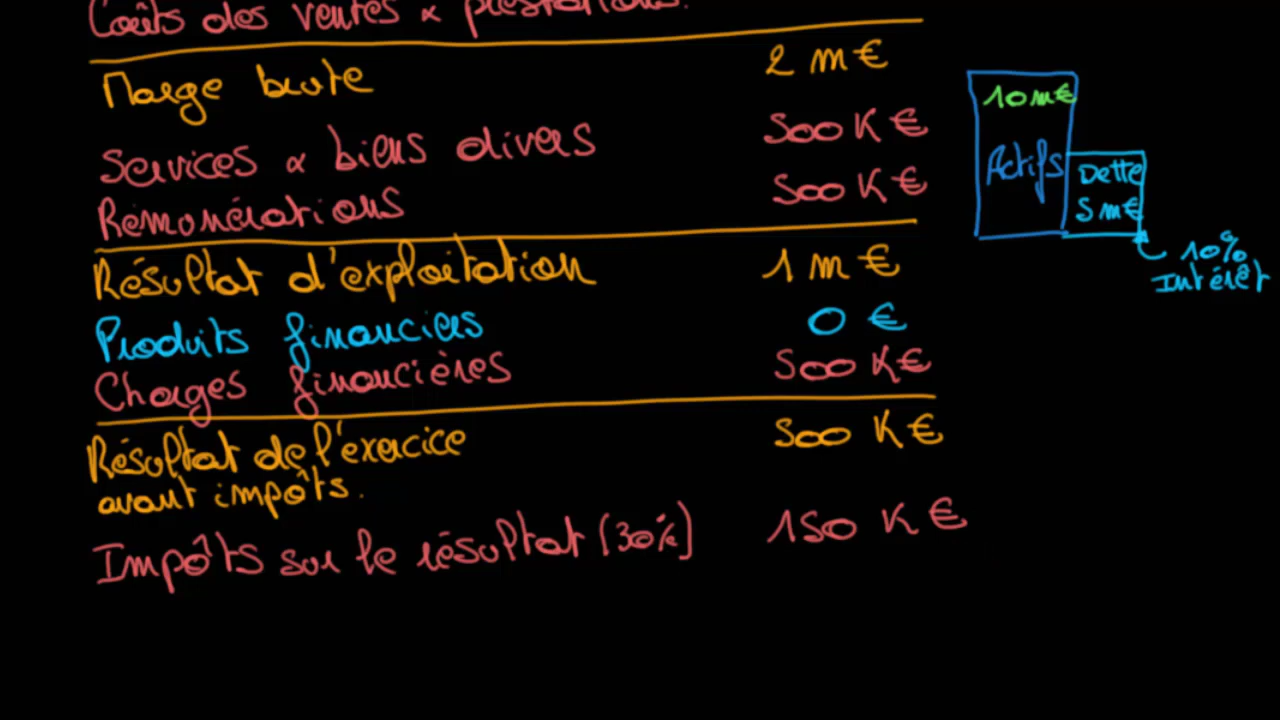 Coûts des ventes & prestations.
Marge brute 2 m€
Services & biens divers 500 K€
Rémunérations 500 K€
Résultat d'exploitation 1 m€
Produits financiers 0 €
Charges financières 500 K€
Résultat de l'exercice 500 K€
avant impôts.
Impôts sur le résultat (30%) 150 K€
10 m€
Actifs
Dette
5 m€
10%
Intérêt